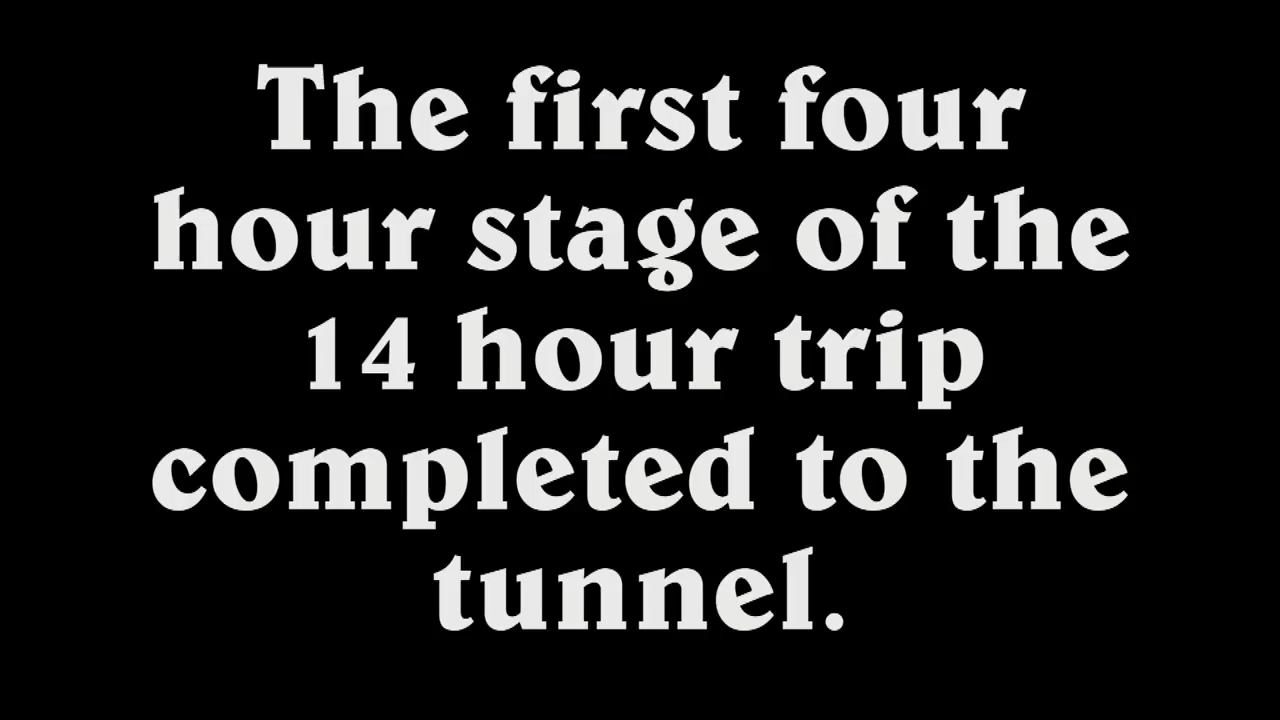 The first four
hour stage of the
14 hour trip
completed to the
tunnel.